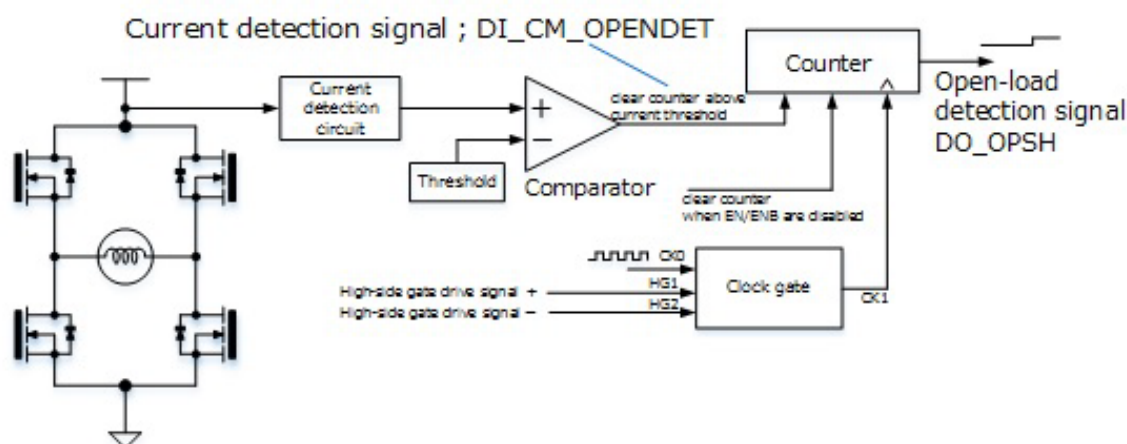 Current detection signal ; DI_CM_OPENDET
Current
detection
circuit
+
−
Threshold
Comparator
clear counter above
current threshold)
Counter
Open-load
detection signal
DO_OPSH
clear counter
when EN/ENB are disabled
CK0
High-side gate drive signal +
HG1
High-side gate drive signal −
HG2
Clock gate
CK1